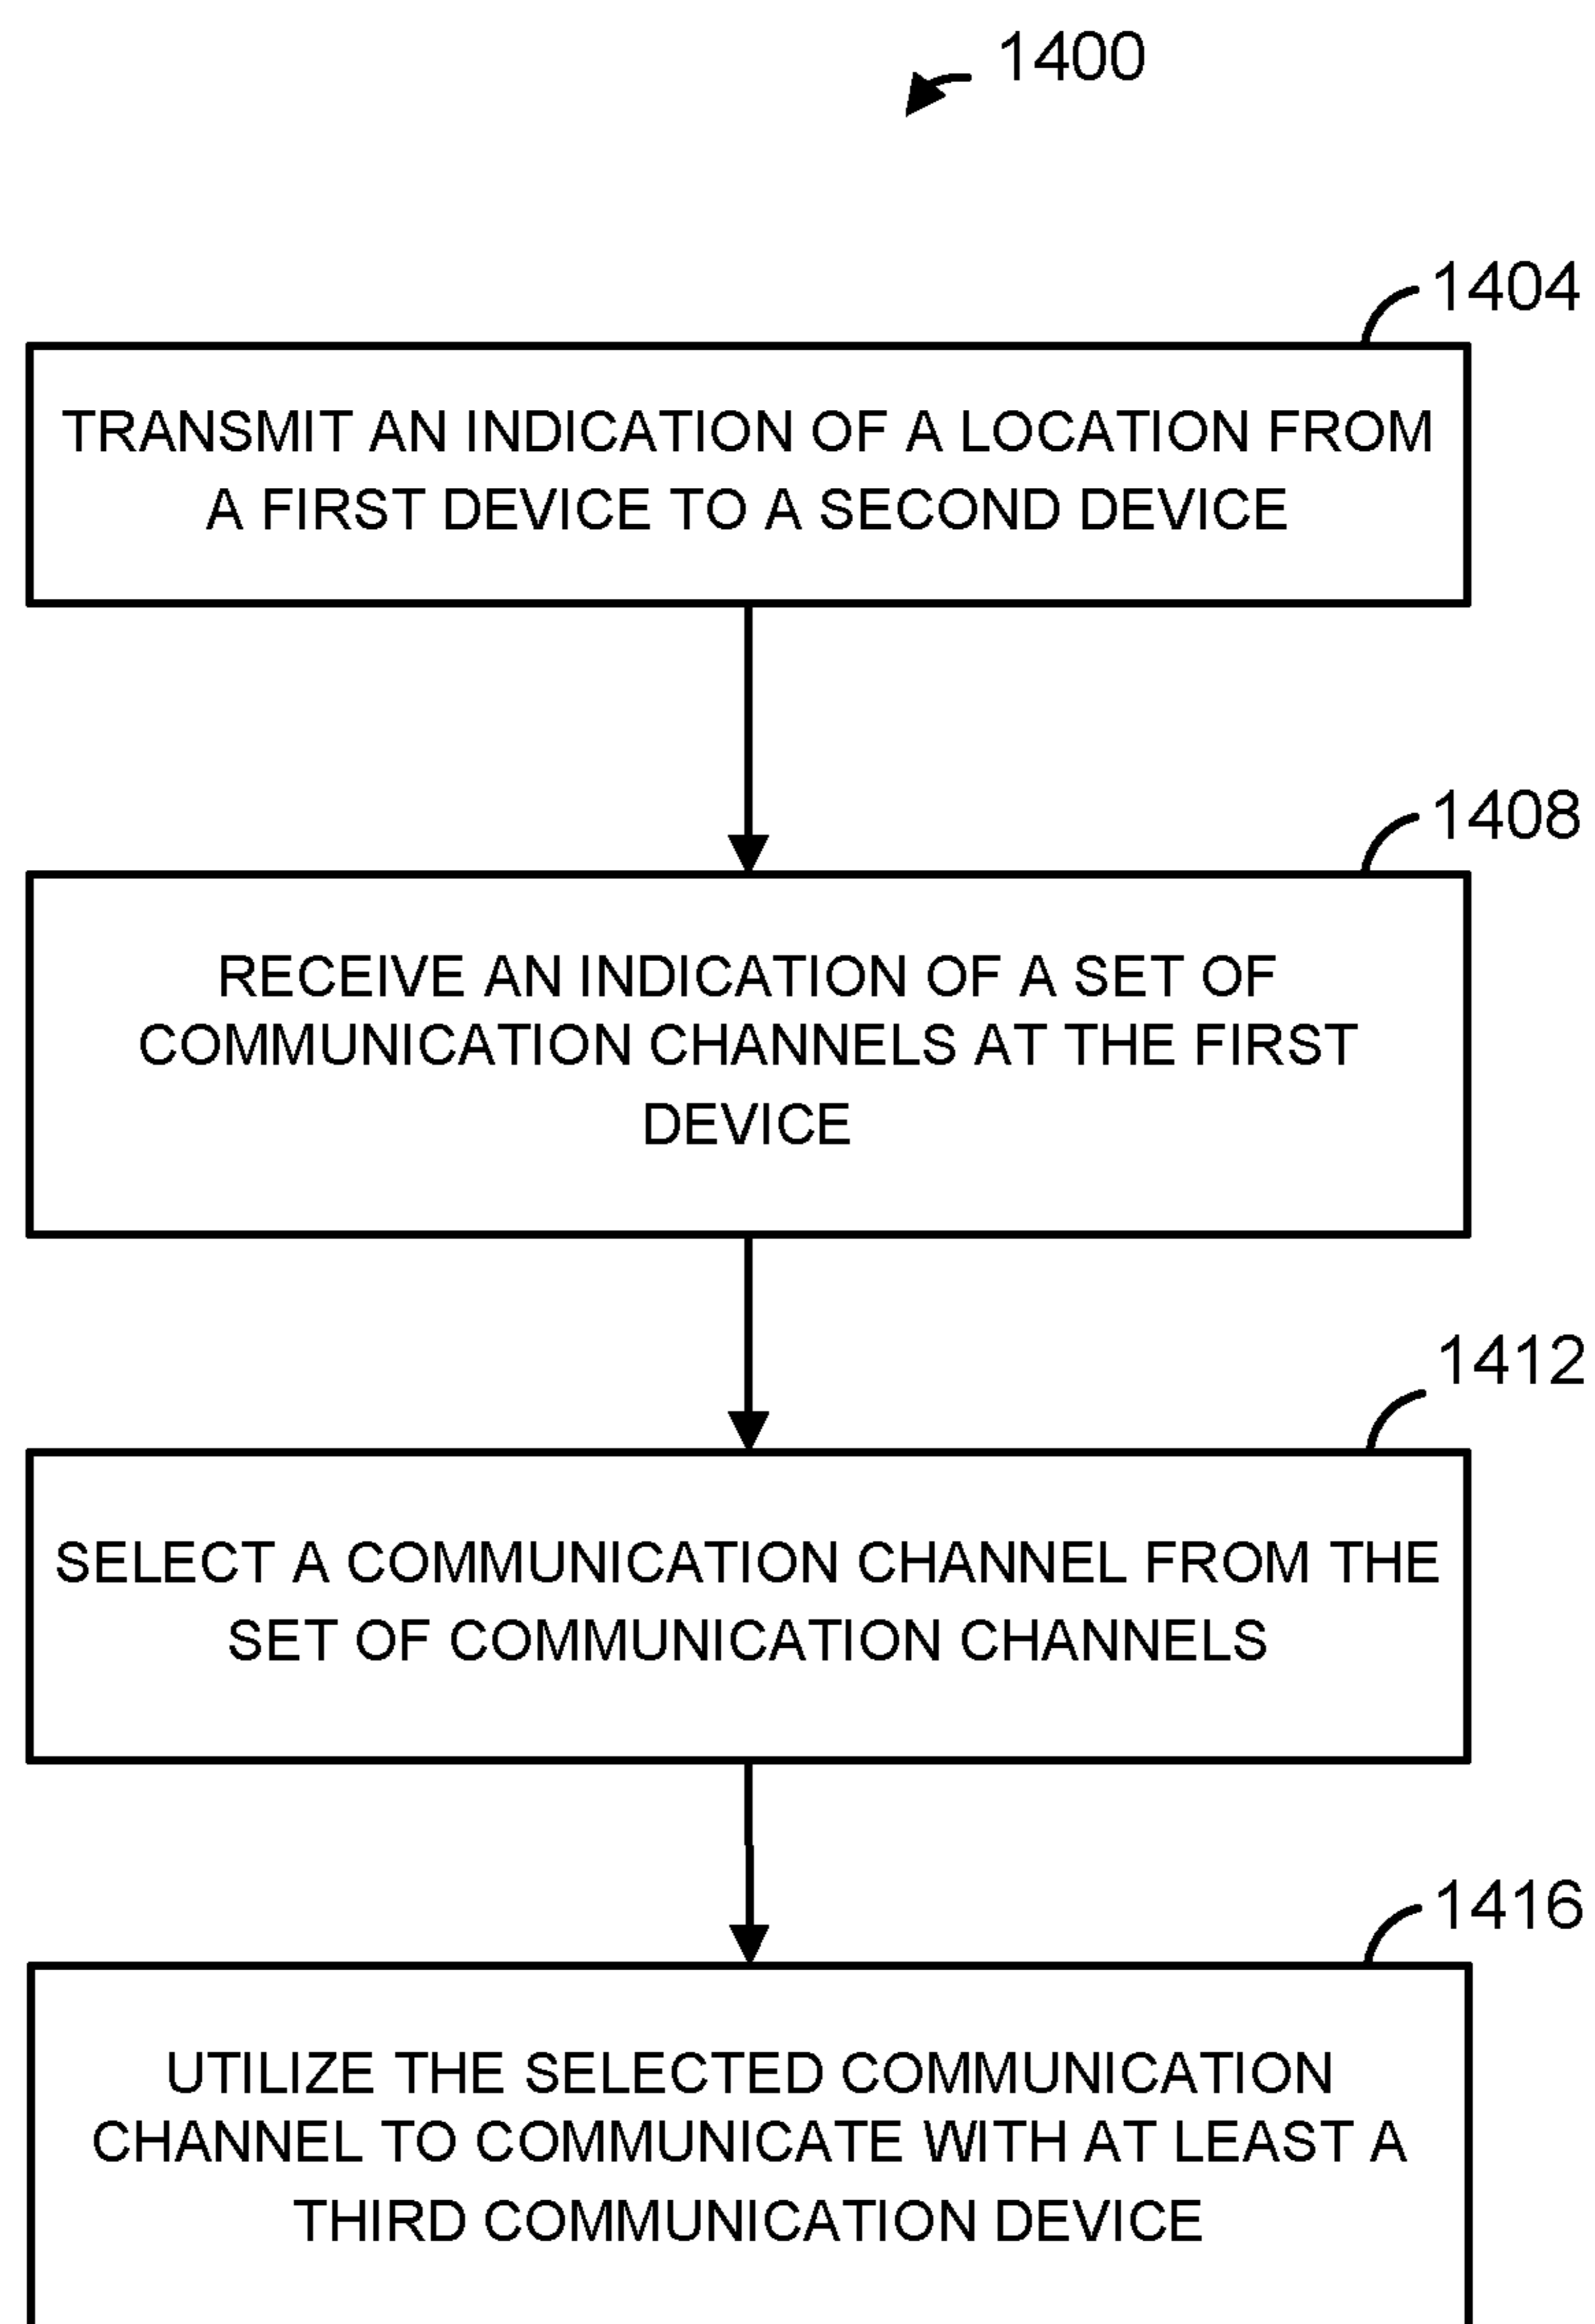 1400
1404
TRANSMIT AN INDICATION OF A LOCATION FROM
A FIRST DEVICE TO A SECOND DEVICE
1408
RECEIVE AN INDICATION OF A SET OF
COMMUNICATION CHANNELS AT THE FIRST
DEVICE
1412
SELECT A COMMUNICATION CHANNEL FROM THE
SET OF COMMUNICATION CHANNELS
1416
UTILIZE THE SELECTED COMMUNICATION
CHANNEL TO COMMUNICATE WITH AT LEAST A
THIRD COMMUNICATION DEVICE